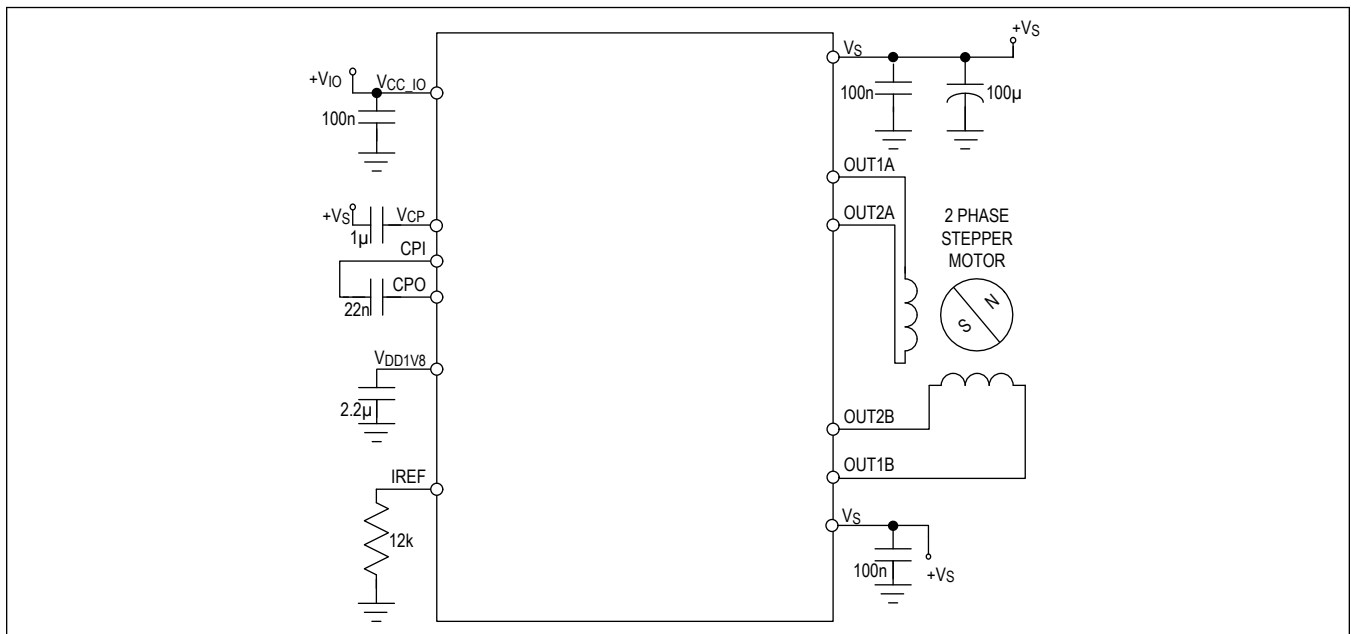 +VIO
VCC_IO
100n
+VS
VCP
1µ
CPI
CPO
22n
VDD1V8
2.2µ
IREF
12k
VS
+VS
100n
100µ
OUT1A
OUT2A
2 PHASE
STEPPER
MOTOR
N
S
OUT2B
OUT1B
VS
100n
+VS